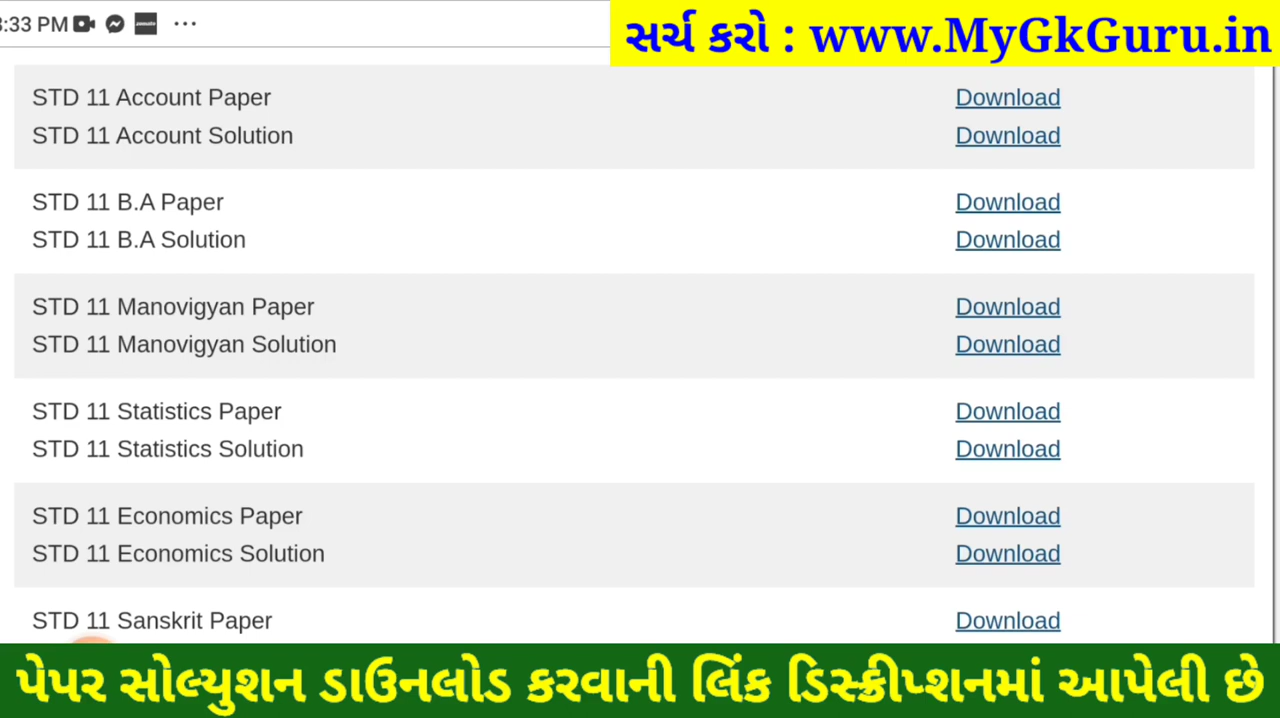 3:33 PM
સર્ચ કરો : www.MyGkGuru.in
STD 11 Account Paper Download
STD 11 Account Solution Download
STD 11 B.A Paper Download
STD 11 B.A Solution Download
STD 11 Manovigyan Paper Download
STD 11 Manovigyan Solution Download
STD 11 Statistics Paper Download
STD 11 Statistics Solution Download
STD 11 Economics Paper Download
STD 11 Economics Solution Download
STD 11 Sanskrit Paper Download
પેપર સોલ્યુશન ડાઉનલોડ કરવાની લિંક ડિસ્ક્રીપ્શનમાં આપેલી છે